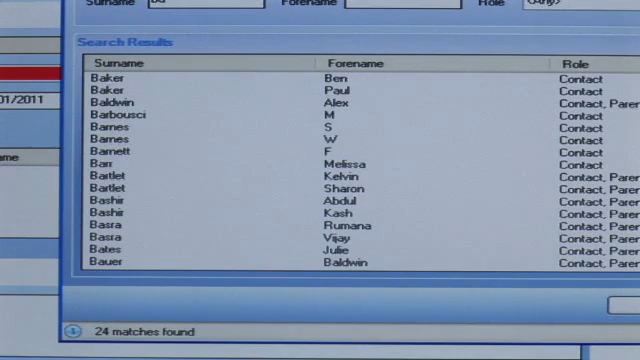 Surname Forename Role <Any>
Search Results
Surname Forename Role
Baker Ben Contact
Baker Paul Contact
01/2011 Baldwin Alex Contact, Paren
Barbousci M Contact
Barnes S Contact
Barnes W Contact
ame Barnett F Contact
Barr Melissa Contact
Bartlet Kelvin Contact, Paren
Bartlet Sharon Contact, Paren
Bashir Abdul Contact, Paren
Bashir Kash Contact, Paren
Basra Rumana Contact, Paren
Basra Vijay Contact, Paren
Bates Julie Contact, Paren
Bauer Baldwin Contact, Paren
24 matches found